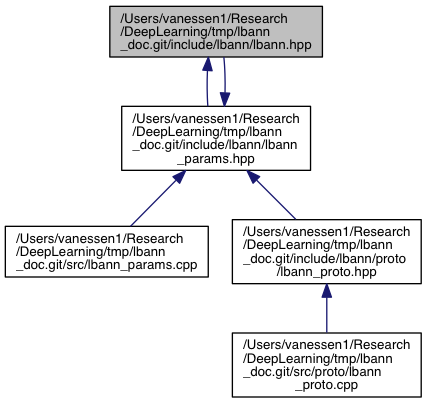 /Users/vanessen1/Research
/DeepLearning/tmp/lbann
_doc.git/include/lbann/lbann.hpp
/Users/vanessen1/Research
/DeepLearning/tmp/lbann
_doc.git/include/lbann/lbann
_params.hpp
/Users/vanessen1/Research
/DeepLearning/tmp/lbann
_doc.git/src/lbann_params.cpp
/Users/vanessen1/Research
/DeepLearning/tmp/lbann
_doc.git/include/lbann/proto
/lbann_proto.hpp
/Users/vanessen1/Research
/DeepLearning/tmp/lbann
_doc.git/src/proto/lbann
_proto.cpp